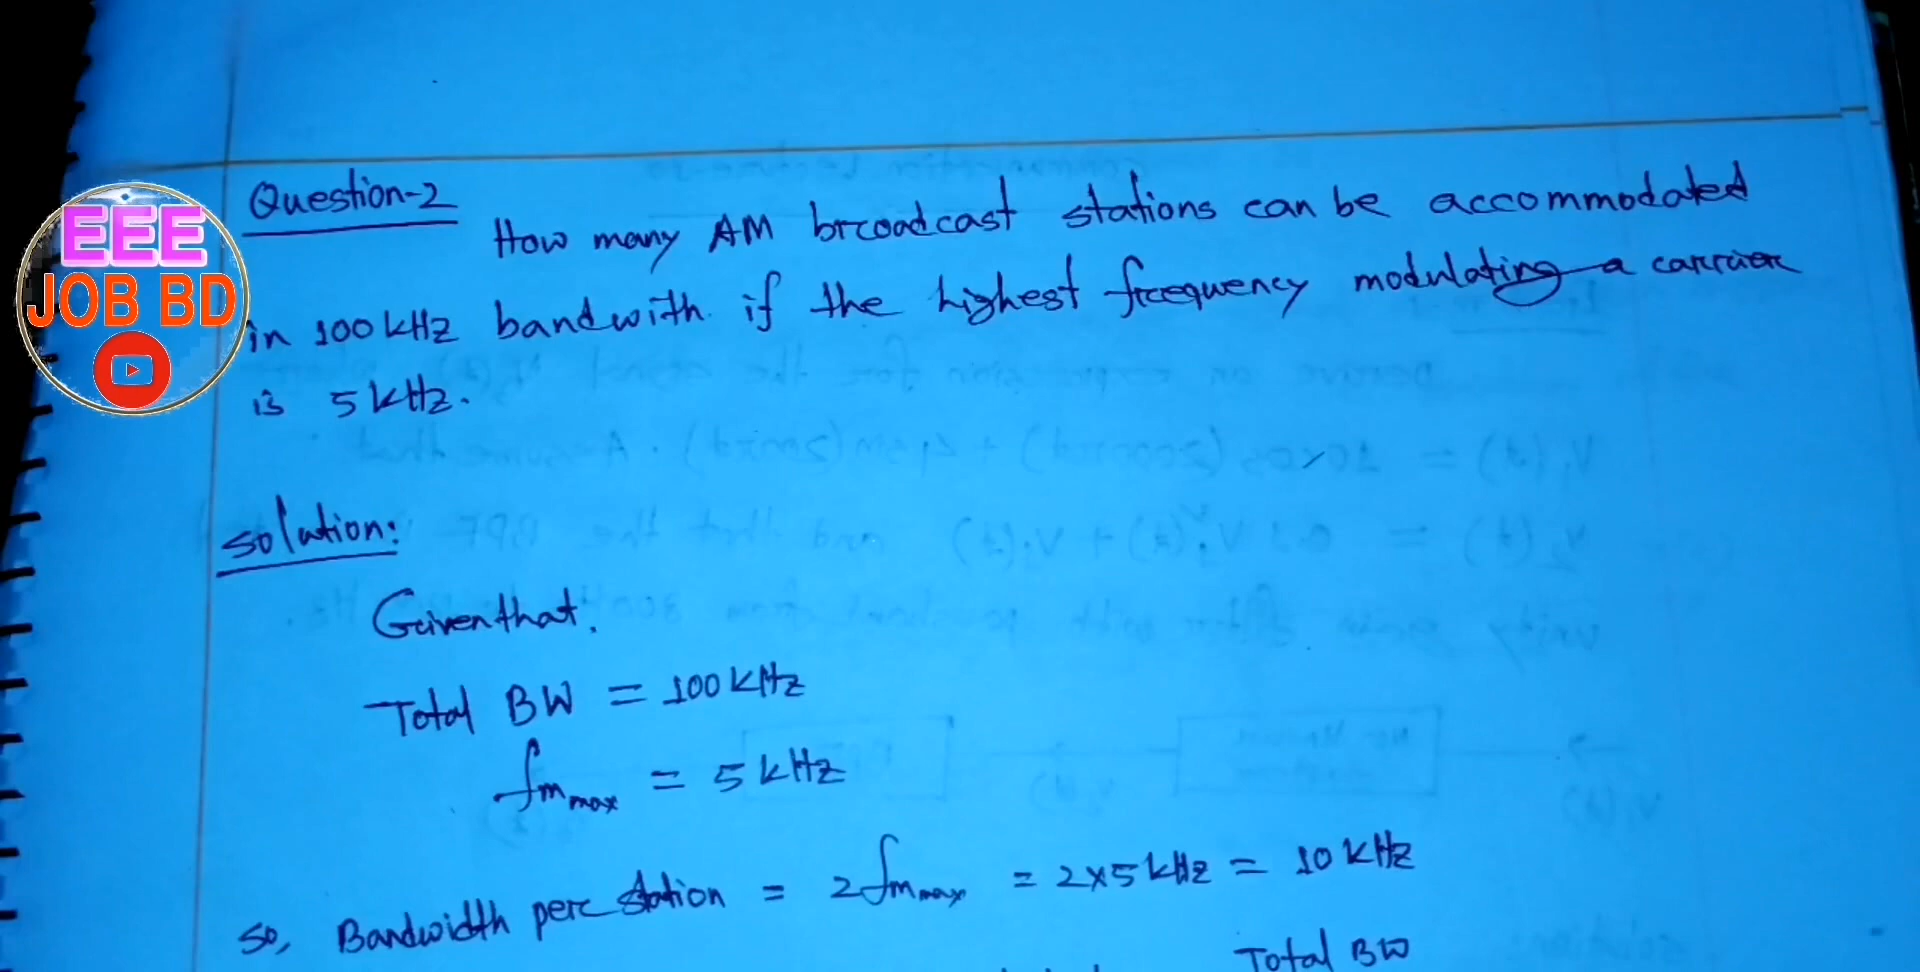 EEE
JOB BD
Question-2
How many AM broadcast stations can be accommodated
in 100 kHz bandwith. if the highest frequency modulating a carrier
is 5 kHz.
solution:
Given that,
Total BW = 100 kHz
fm max = 5 kHz
So, Bandwidth per station = 2fm max = 2×5 kHz = 10 kHz
Total BW